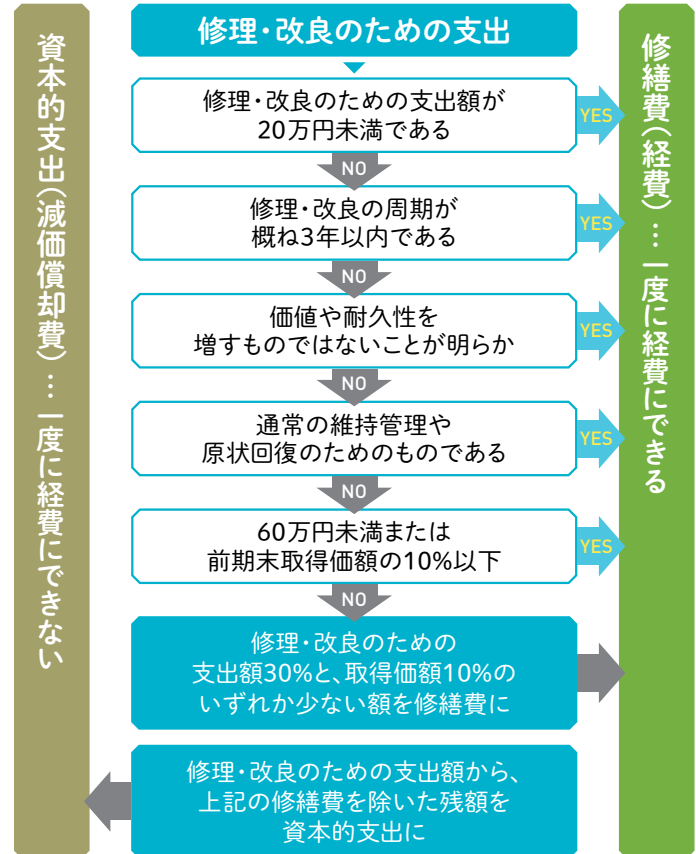 修理・改良のための支出
資本的支出（減価償却費）…一度に経費にできない
修繕費（経費）…一度に経費にできる
修理・改良のための支出額が
20万円未満である
YES
NO
修理・改良の周期が
概ね3年以内である
YES
NO
価値や耐久性を
増すものではないことが明らか
YES
NO
通常の維持管理や
原状回復のためのものである
YES
NO
60万円未満または
前期末取得価額の10%以下
YES
NO
修理・改良のための
支出額30%と、取得価額10%の
いずれか少ない額を修繕費に
修理・改良のための支出額から、
上記の修繕費を除いた残額を
資本的支出に